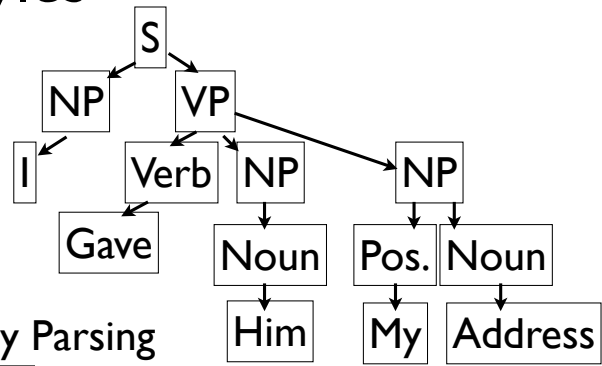 S
NP VP
I Verb NP NP
Gave Noun Pos. Noun
y Parsing Him My Address